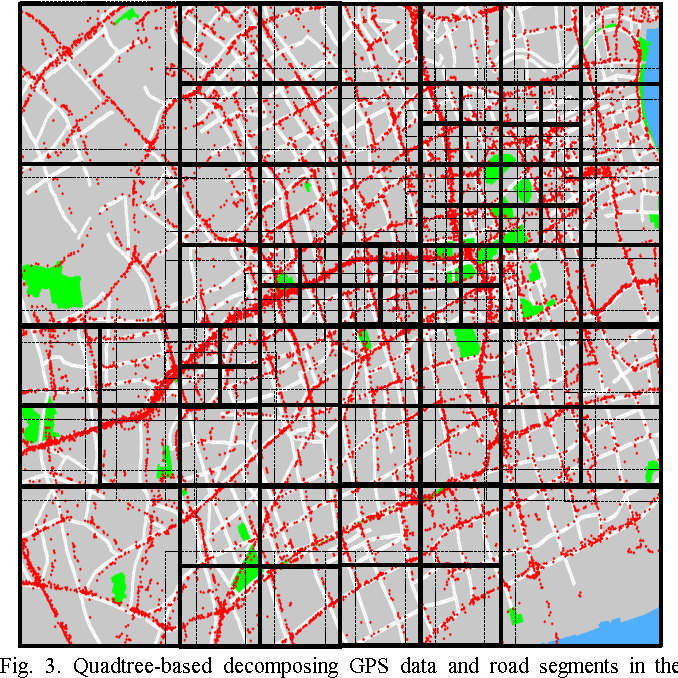 Fig. 3. Quadtree-based decomposing GPS data and road segments in the